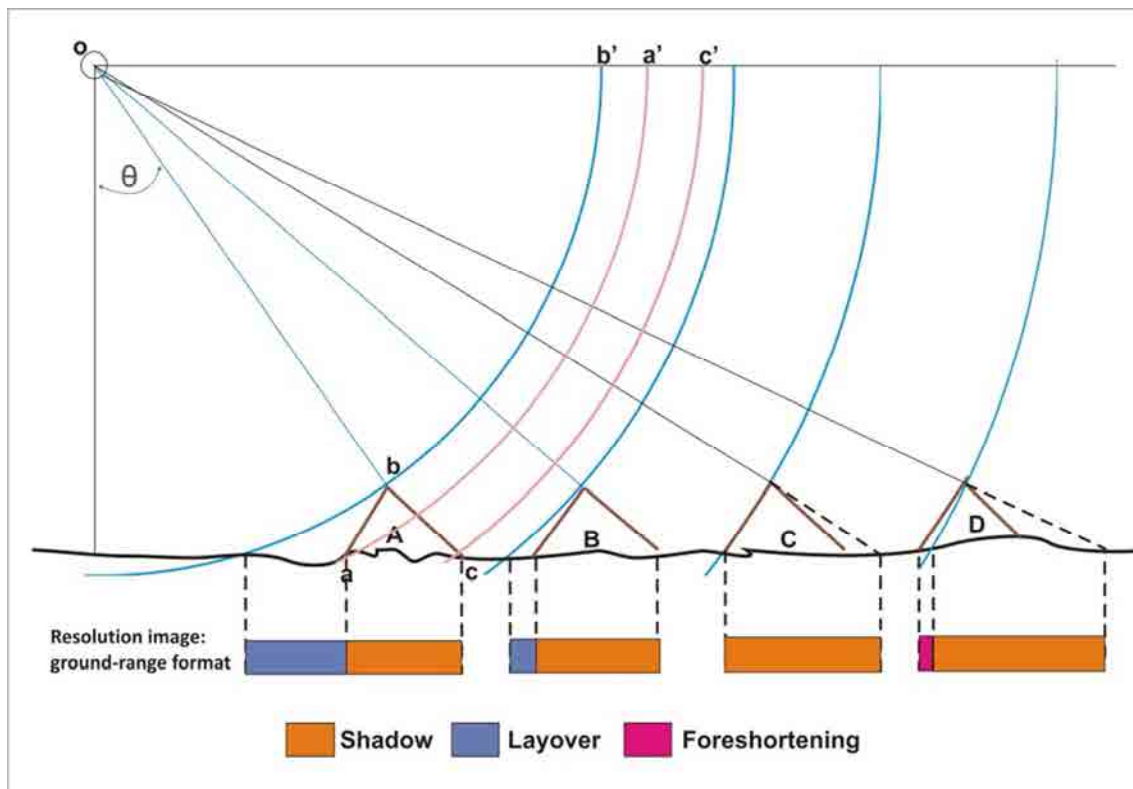 o
b’ a’ c’
θ
b
A B C D
a c
Resolution image:
ground-range format
Shadow Layover Foreshortening